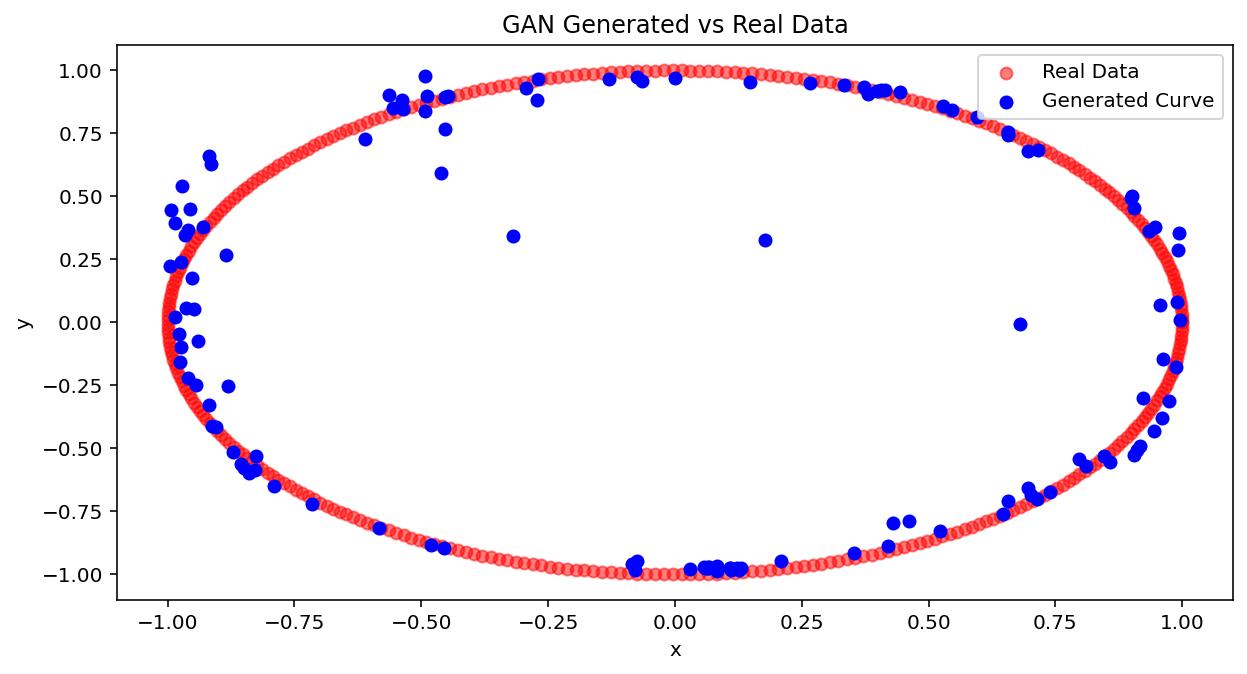 GAN Generated vs Real Data
Real Data
Generated Curve
1.00
0.75
0.50
0.25
0.00
−0.25
−0.50
−0.75
−1.00
y
−1.00 −0.75 −0.50 −0.25 0.00 0.25 0.50 0.75 1.00
x